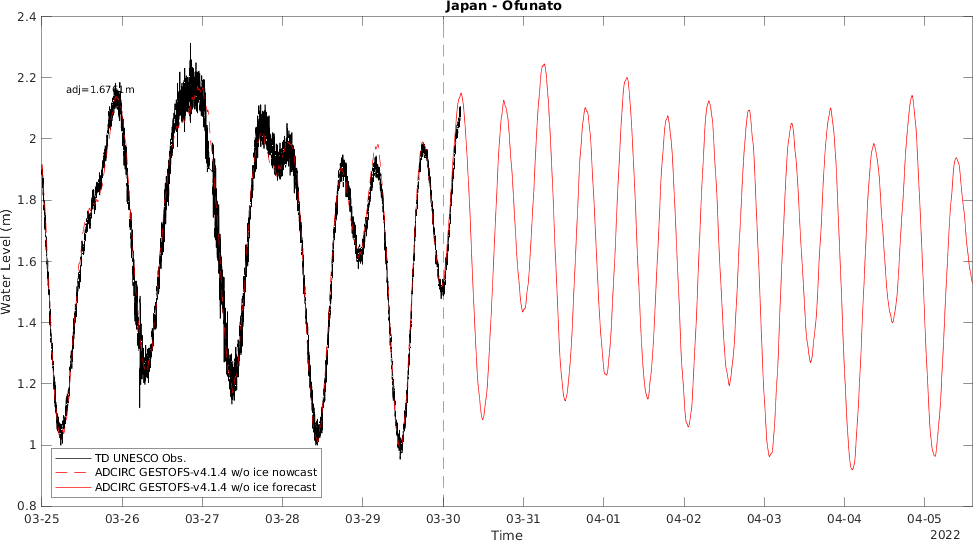 Japan - Ofunato
2.4
2.2
2
1.8
1.6
1.4
1.2
1
0.8
Water Level (m)
TD UNESCO Obs.
ADCIRC GESTOFS-v4.1.4 w/o ice nowcast
ADCIRC GESTOFS-v4.1.4 w/o ice forecast
03-25 03-26 03-27 03-28 03-29 03-30 03-31 04-01 04-02 04-03 04-04 04-05
Time
2022